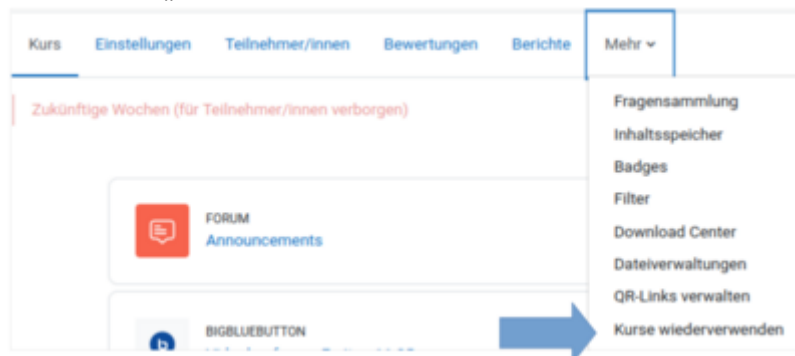 Kurs Einstellungen Teilnehmer/innen Bewertungen Berichte Mehr
Zukünftige Wochen (für Teilnehmer/innen verborgen)
FORUM
Announcements
BIGBLUEBUTTON
Fragensammlung
Inhaltsspeicher
Badges
Filter
Download Center
Dateiverwaltungen
QR-Links verwalten
Kurse wiederverwenden